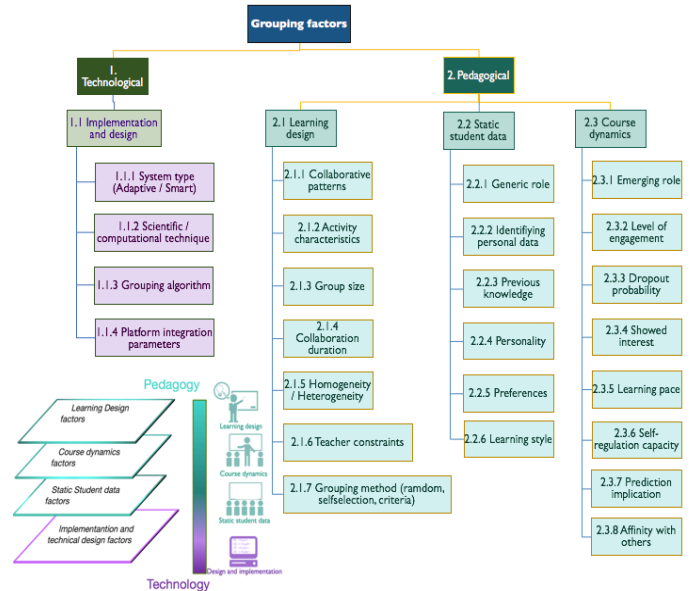 Grouping factors
1.
Technological
2. Pedagogical
1.1 Implementation
and design
2.1 Learning
design
2.2 Static
student data
2.3 Course
dynamics
1.1.1 System type
(Adaptive / Smart)
1.1.2 Scientific /
computational technique
1.1.3 Grouping algorithm
1.1.4 Platform integration
parameters
2.1.1 Collaborative
patterns
2.1.2 Activity
characteristics
2.1.3 Group size
2.1.4
Collaboration
duration
2.1.5 Homogeneity
/ Heterogeneity
2.1.6 Teacher constraints
2.1.7 Grouping method (ramdom,
selfselection, criteria)
2.2.1 Generic role
2.2.2 Identifiying
personal data
2.2.3 Previous
knowledge
2.2.4 Personality
2.2.5 Preferences
2.2.6 Learning style
2.3.1 Emerging role
2.3.2 Level of
engagement
2.3.3 Dropout
probability
2.3.4 Showed
interest
2.3.5 Learning pace
2.3.6 Self-
regulation capacity
2.3.7 Prediction
implication
2.3.8 Affinity with
others
Pedagogy
Learning Design
factors
Course dynamics
factors
Static Student data
factors
Implementantion and
technical design factors
Learning design
Course dynamics
Static student data
Design and implementation
Technology